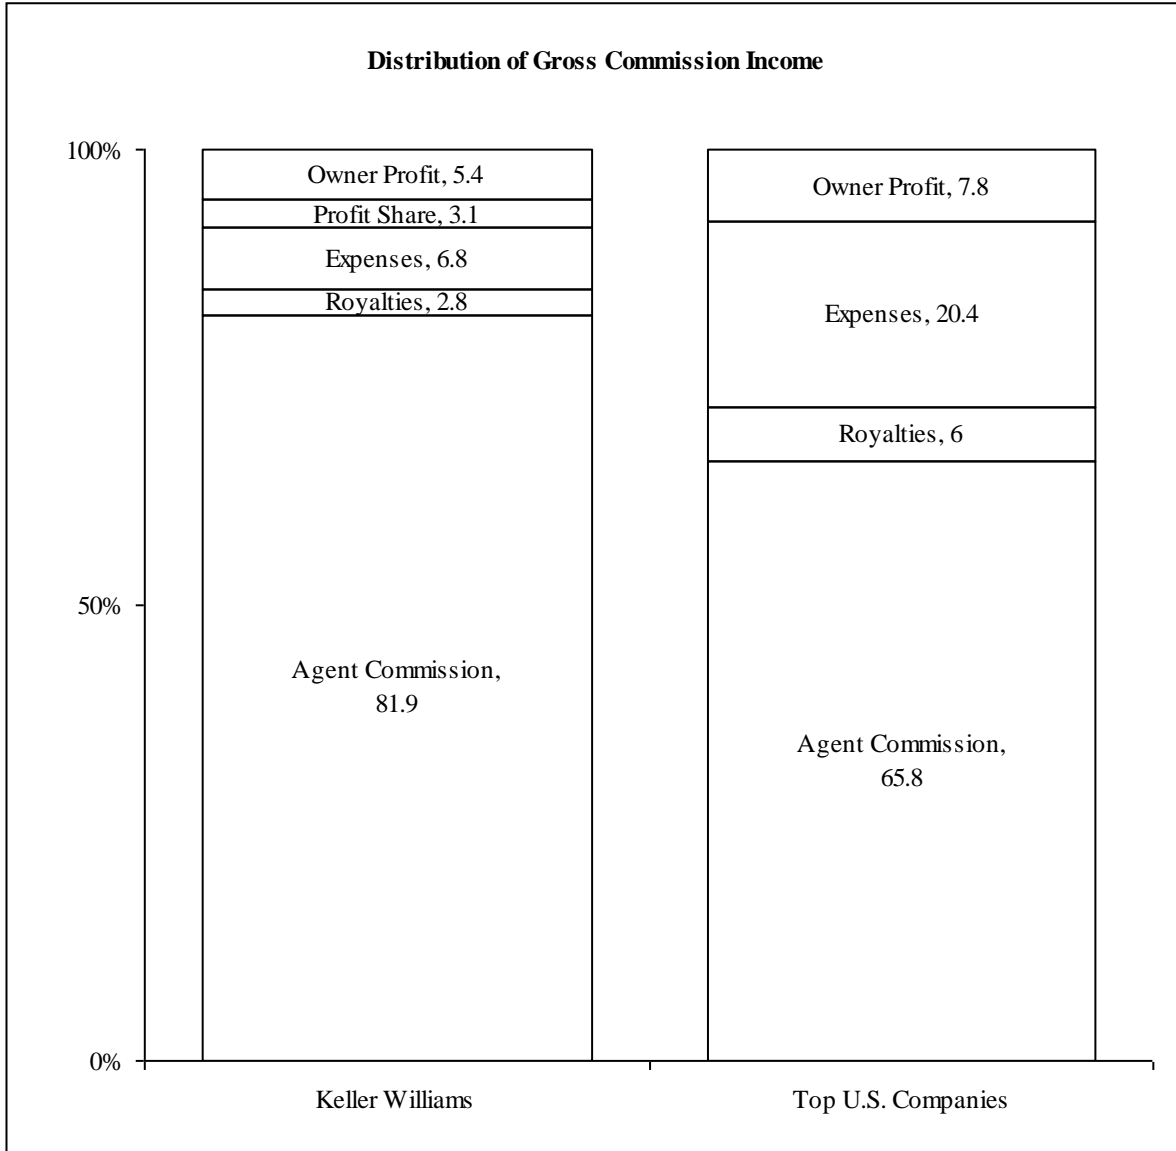 Distribution of Gross Commission Income
100%
Owner Profit, 5.4
Profit Share, 3.1
Expenses, 6.8
Royalties, 2.8
Agent Commission,
81.9
Owner Profit, 7.8
Expenses, 20.4
Royalties, 6
Agent Commission,
65.8
50%
0%
Keller Williams
Top U.S. Companies